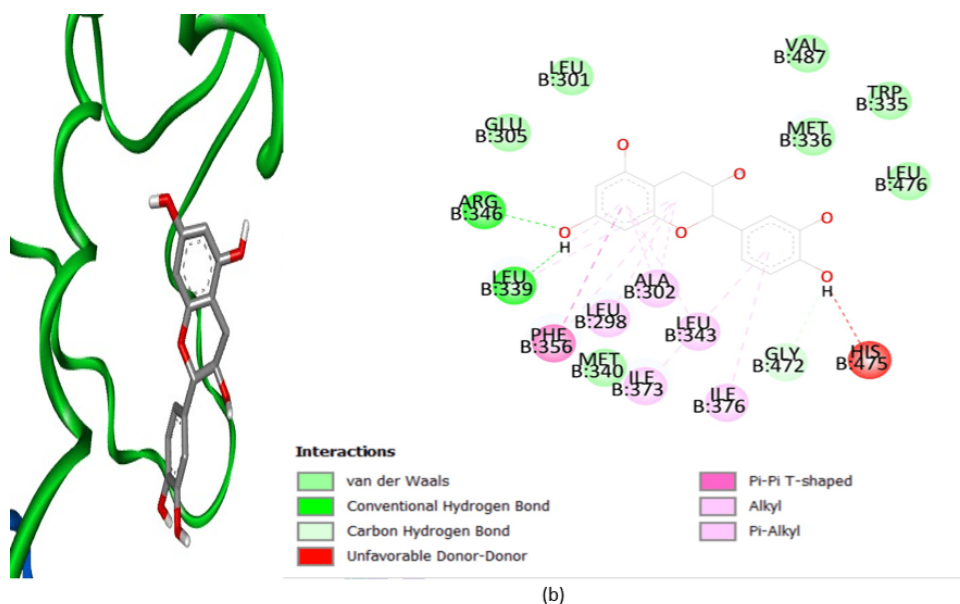 VAL
B:487
LEU
B:301
TRP
B:335
GLU
B:305
MET
B:336
LEU
B:476
O
O
ARG
B:346
O
H
O
O
O
H
LEU
B:339
ALA
B:302
LEU
B:298
LEU
B:343
PHE
B:356
MET
B:340
ILE
B:373
GLY
B:472
HIS
B:475
ILE
B:376
Interactions
van der Waals
Conventional Hydrogen Bond
Carbon Hydrogen Bond
Unfavorable Donor-Donor
Pi-Pi T-shaped
Alkyl
Pi-Alkyl
(b)